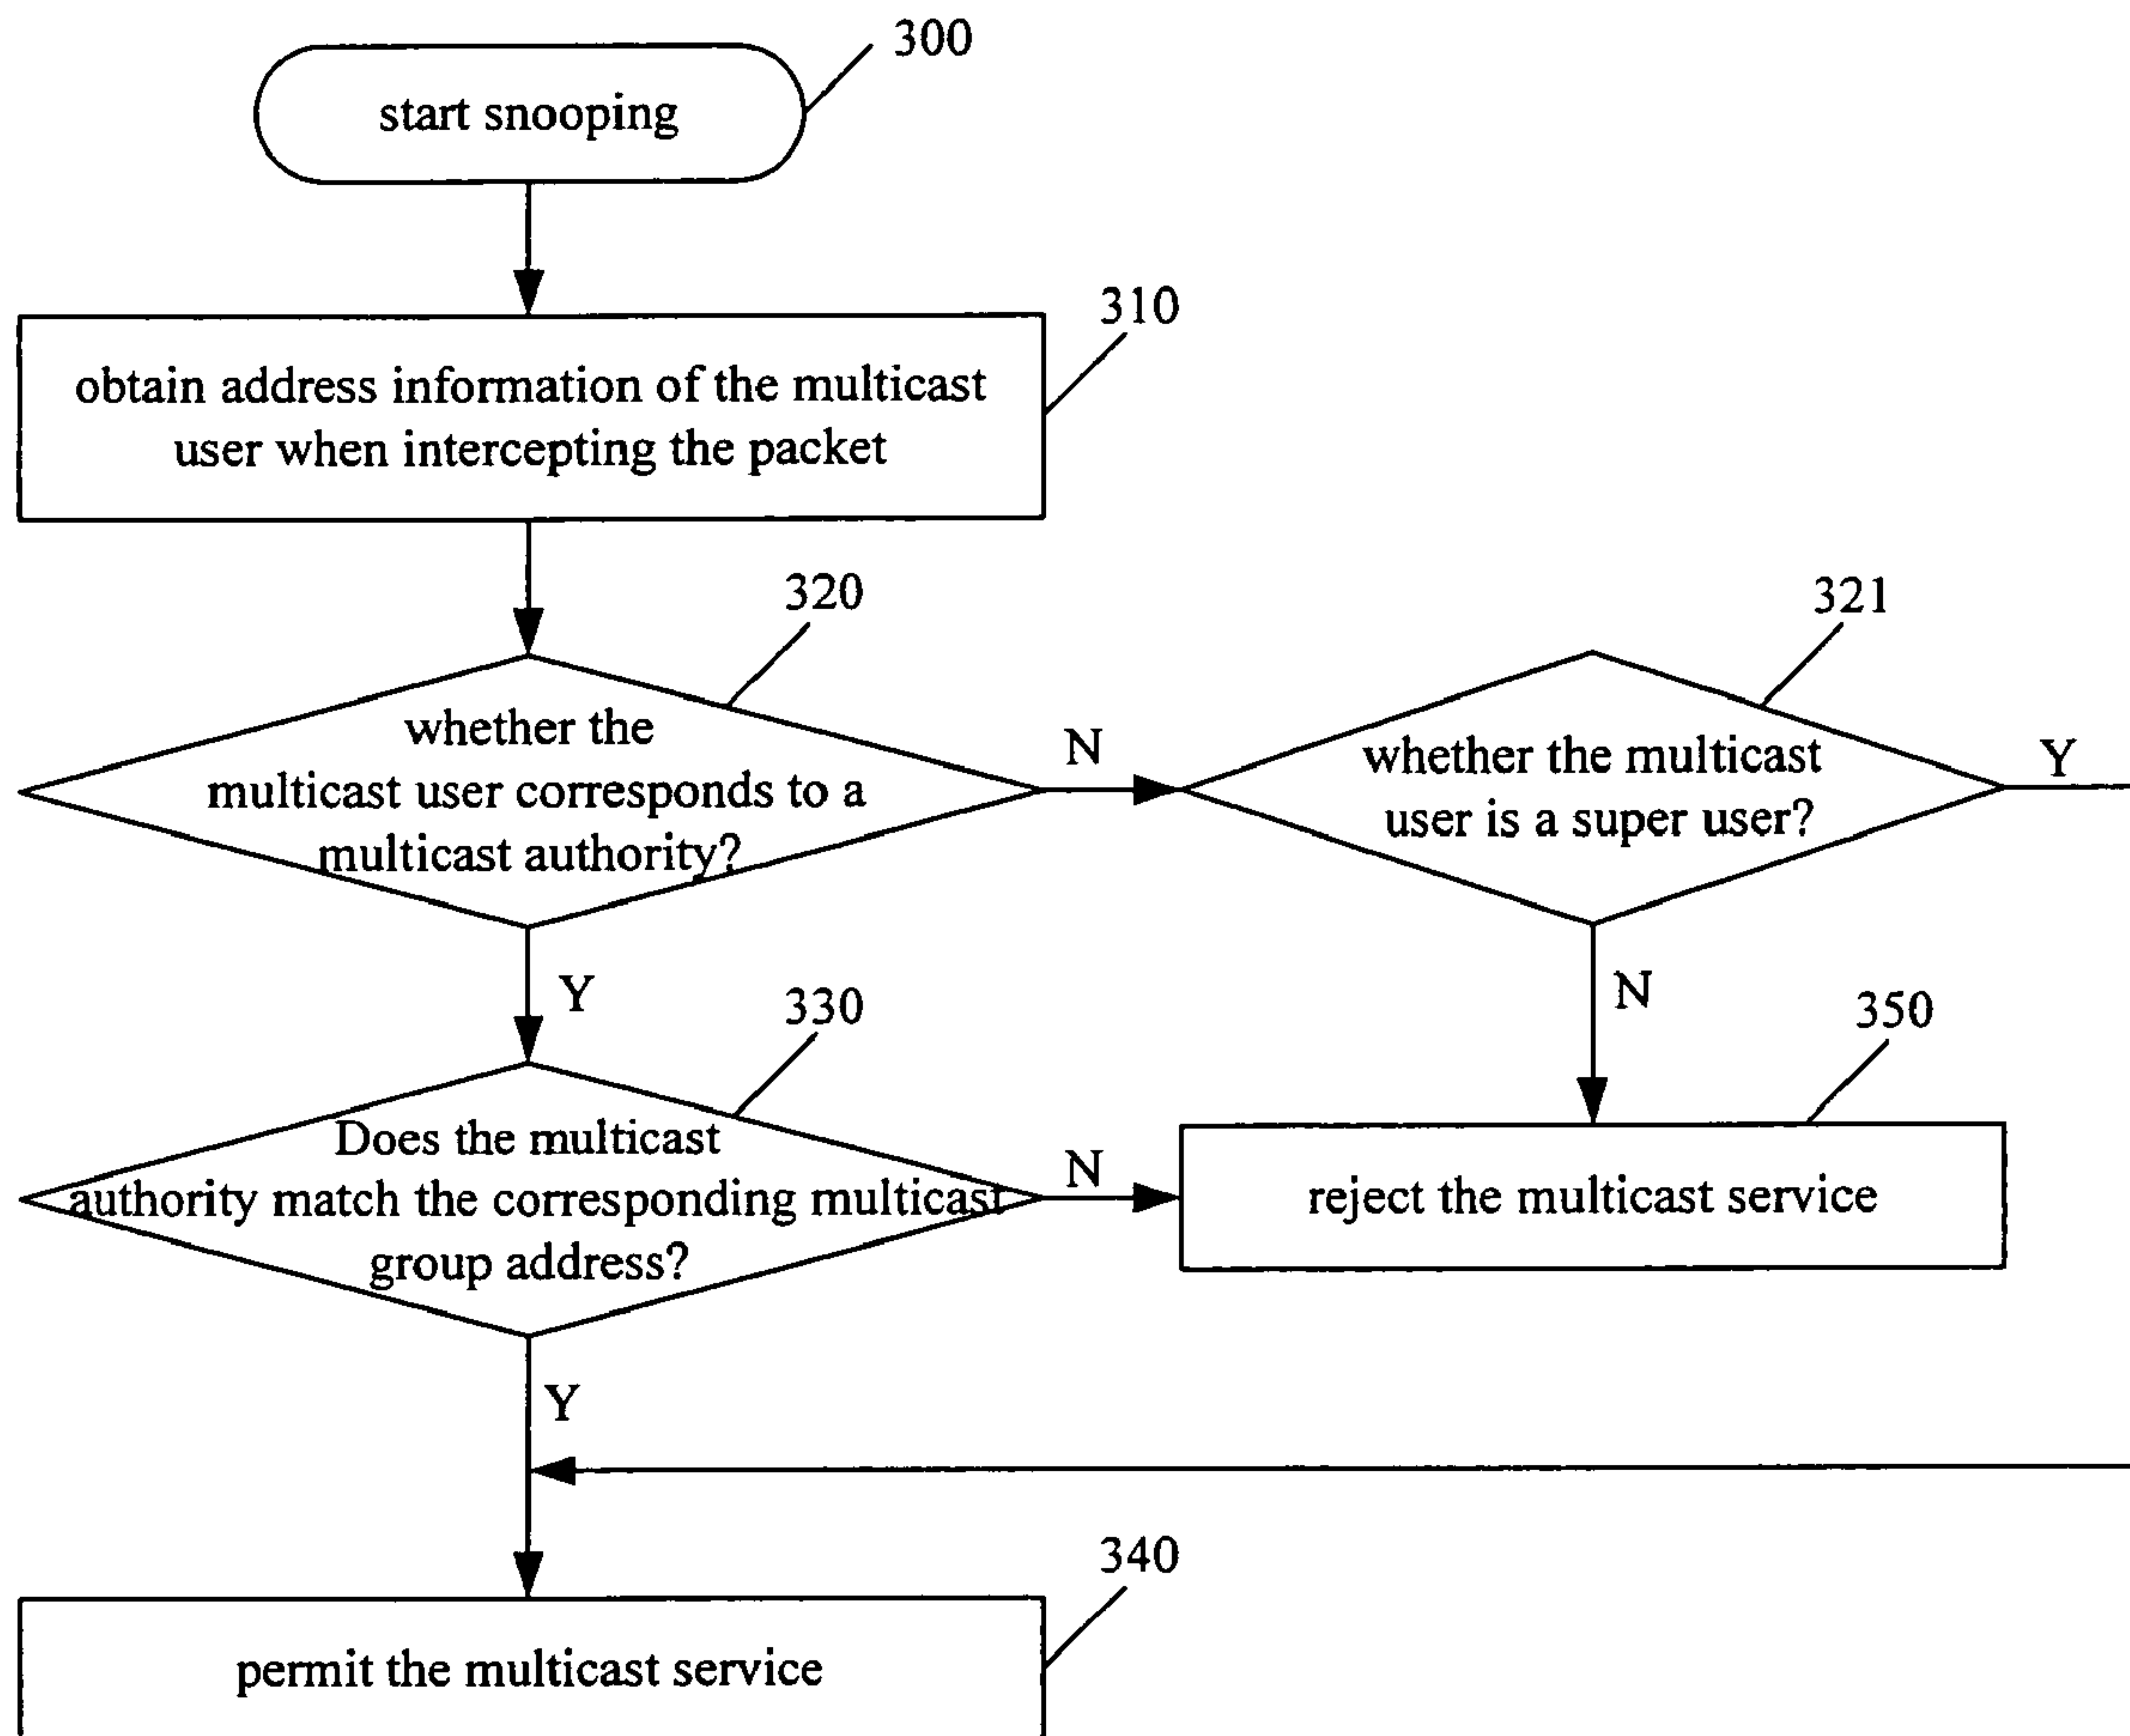 300
start snooping
310
obtain address information of the multicast
user when intercepting the packet
320
321
whether the
multicast user corresponds to a
multicast authority?
N
whether the multicast
user is a super user?
Y
Y
N
330
350
Does the multicast
authority match the corresponding multicast
group address?
N
reject the multicast service
Y
340
permit the multicast service